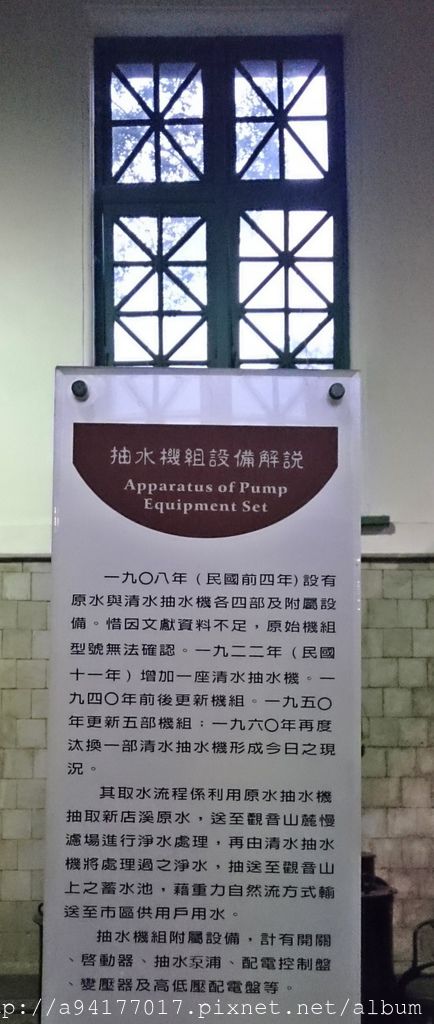 抽水機組設備解說
Apparatus of Pump
Equipment Set
一九〇八年（民國前四年）設有
原水與清水抽水機各四部及附屬設
備。惜因文獻資料不足，原始機組
型號無法確認。一九二二年（民國
十一年）增加一座清水抽水機。一
九四〇年前後更新機組。一九五〇
年更新五部機組；一九六〇年再度
汰換一部清水抽水機形成今日之現
況。
其取水流程係利用原水抽水機
抽取新店溪原水，送至觀音山麓慢
濾場進行淨水處理，再由清水抽水
機將處理過之淨水，抽送至觀音山
上之蓄水池，藉重力自然流方式輸
送至市區供用戶用水。
抽水機組附屬設備，計有開關
、啓動器、抽水泵浦、配電控制盤
、變壓器及高低壓配電盤等。
p://a94177017.pixnet.net/album